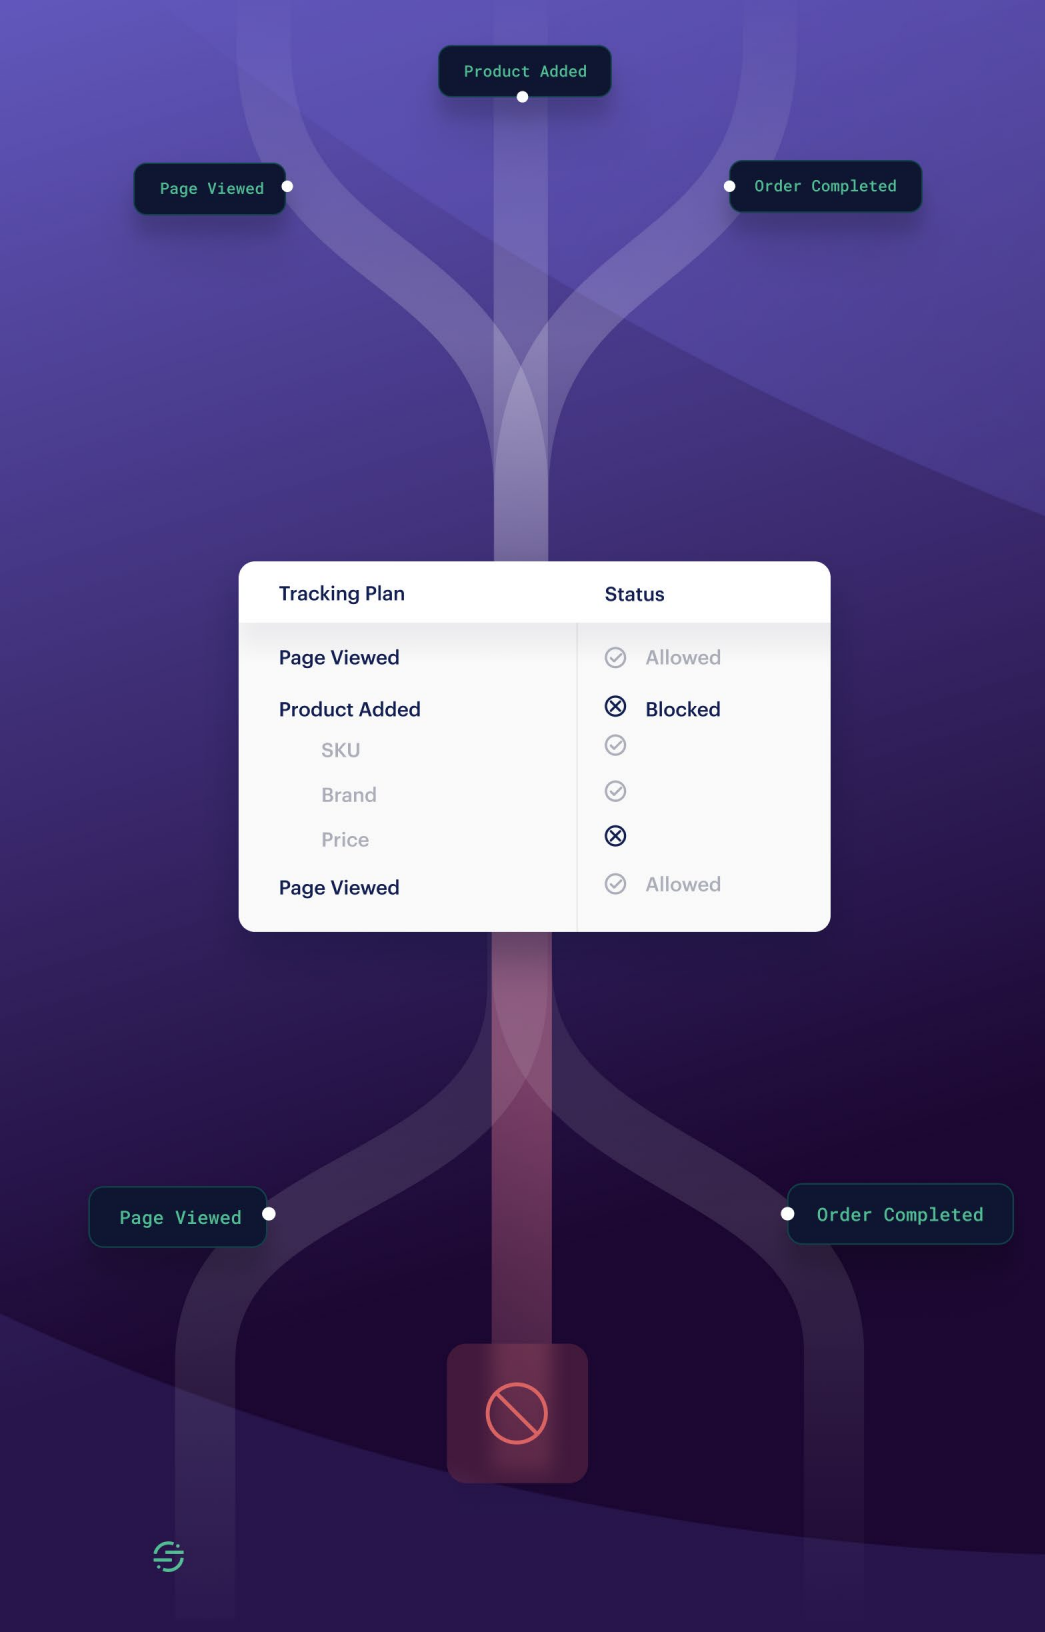 Product Added
Page Viewed
Order Completed
Tracking Plan Status
Page Viewed Allowed
Product Added Blocked
SKU
Brand
Price
Page Viewed Allowed
Page Viewed
Order Completed